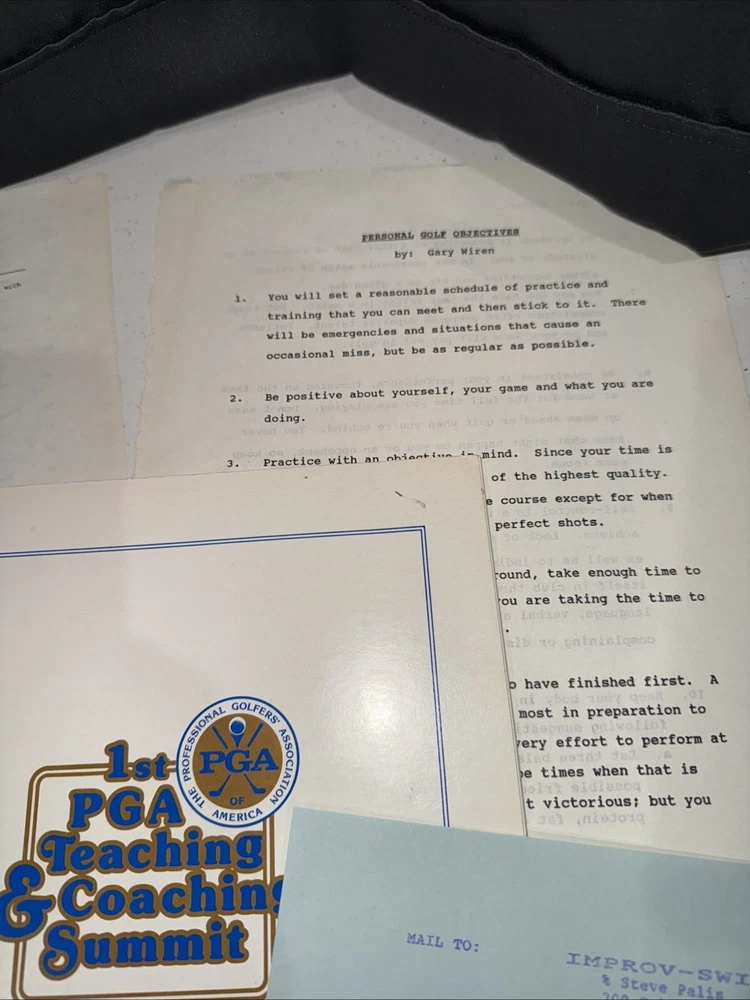 with
PERSONAL GOLF OBJECTIVES
by: Gary Wiren
1. You will set a reasonable schedule of practice and
training that you can meet and then stick to it. There
will be emergencies and situations that cause an
occasional miss, but be as regular as possible.
2. Be positive about yourself, your game and what you are
doing.
3. Practice with an objective in mind. Since your time is
of the highest quality.
course except for when
perfect shots.
round, take enough time to
you are taking the time to
.
have finished first. A
most in preparation to
every effort to perform at
be times when that is
t victorious; but you
THE PROFESSIONAL GOLFERS' ASSOCIATION
PGA
OF
AMERICA
1st
PGA
Teaching
& Coaching
Summit
MAIL TO:
IMPROV-SWI
% Steve Palis